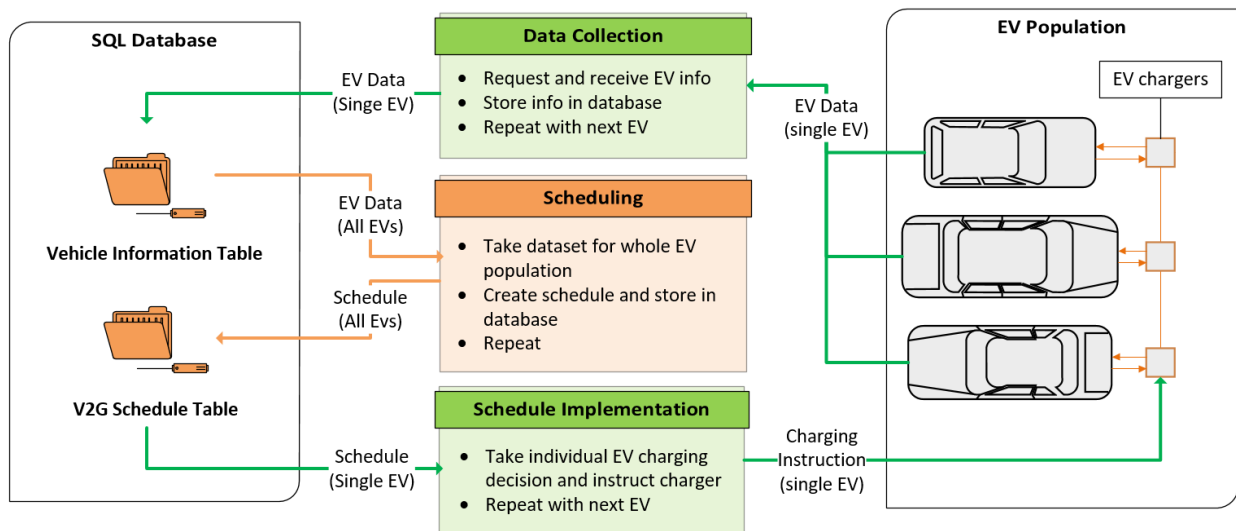 SQL Database
EV Data
(Singe EV)
Vehicle Information Table
EV Data
(All EVs)
Schedule
(All Evs)
V2G Schedule Table
Schedule
(Single EV)
Data Collection
• Request and receive EV info
• Store info in database
• Repeat with next EV
Scheduling
• Take dataset for whole EV
population
• Create schedule and store in
database
• Repeat
Schedule Implementation
• Take individual EV charging
decision and instruct charger
• Repeat with next EV
EV Data
(single EV)
Charging
Instruction
(single EV)
EV Population
EV chargers